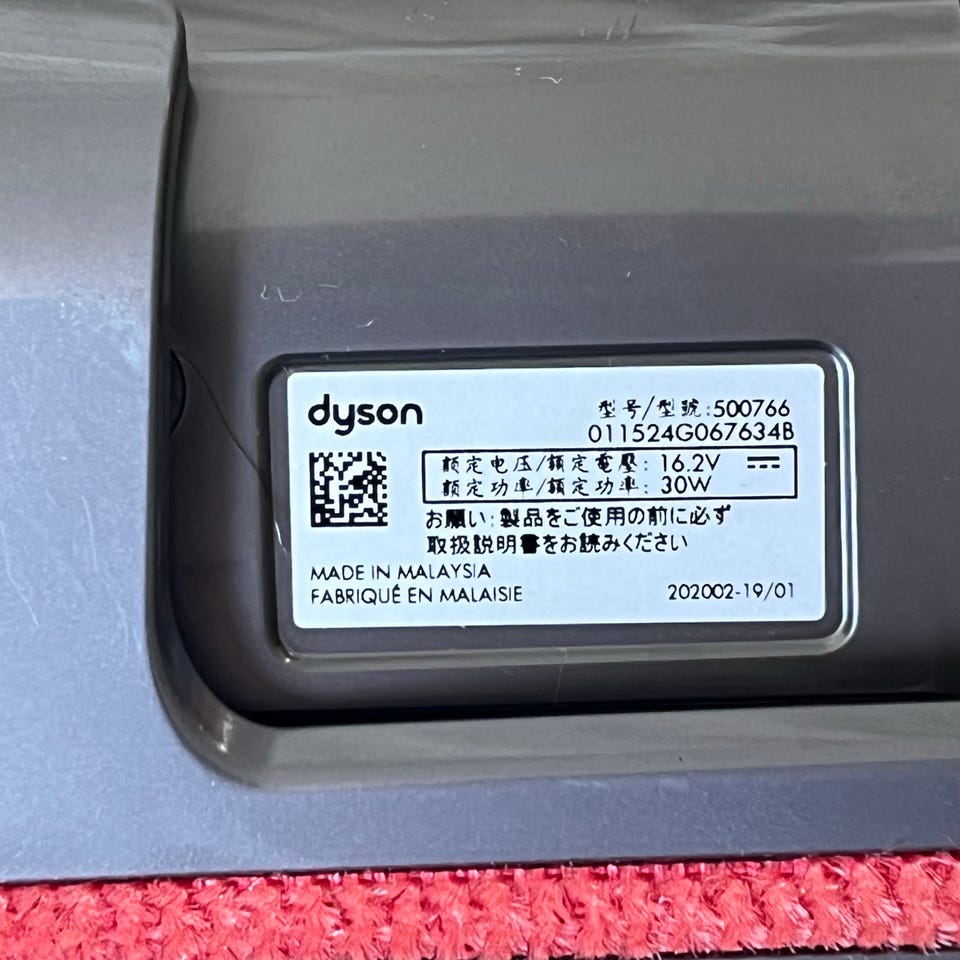 dyson
型号/型號:500766
011524G067634B
额定电压/額定電壓: 16.2V
额定功率/額定功率: 30W
お願い: 製品をご使用の前に必ず
取扱説明書をお読みください
MADE IN MALAYSIA
FABRIQUÉ EN MALAISIE
202002-19/01